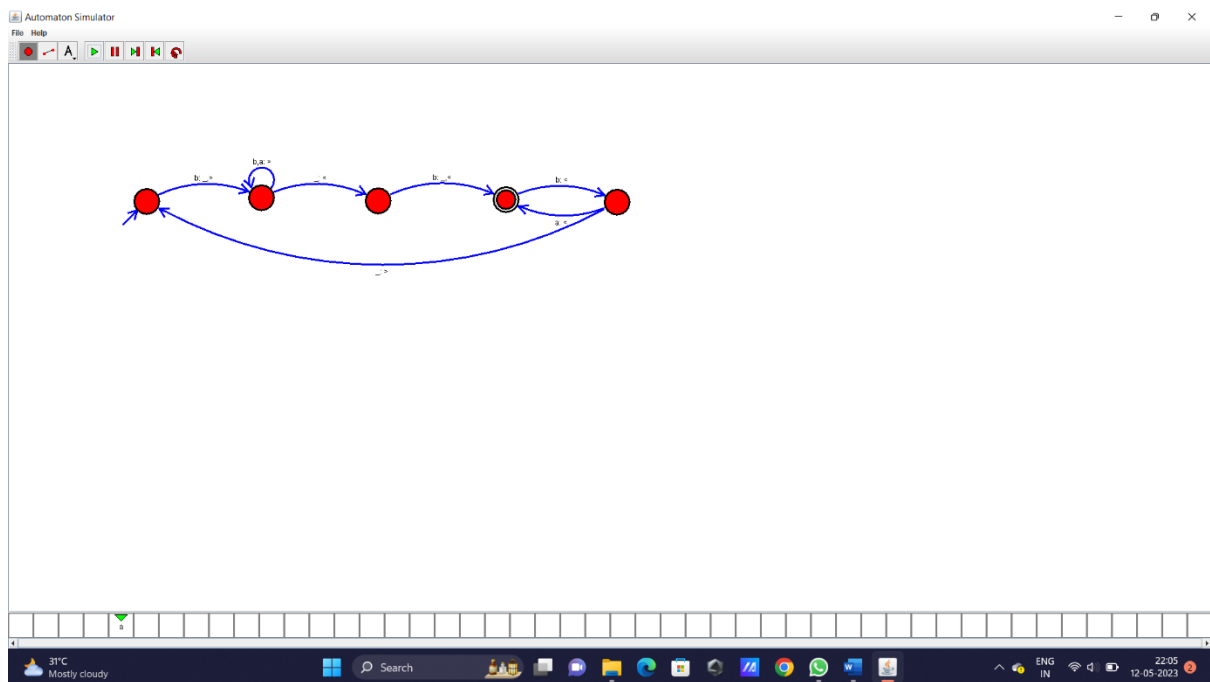 Automaton Simulator
File Help
A
b,a: >
b: _,>
_: <
b: _,<
b: <
a: <
_: >
a
31°C
Mostly cloudy
Search
ENG
IN
22:05
12-05-2023
2